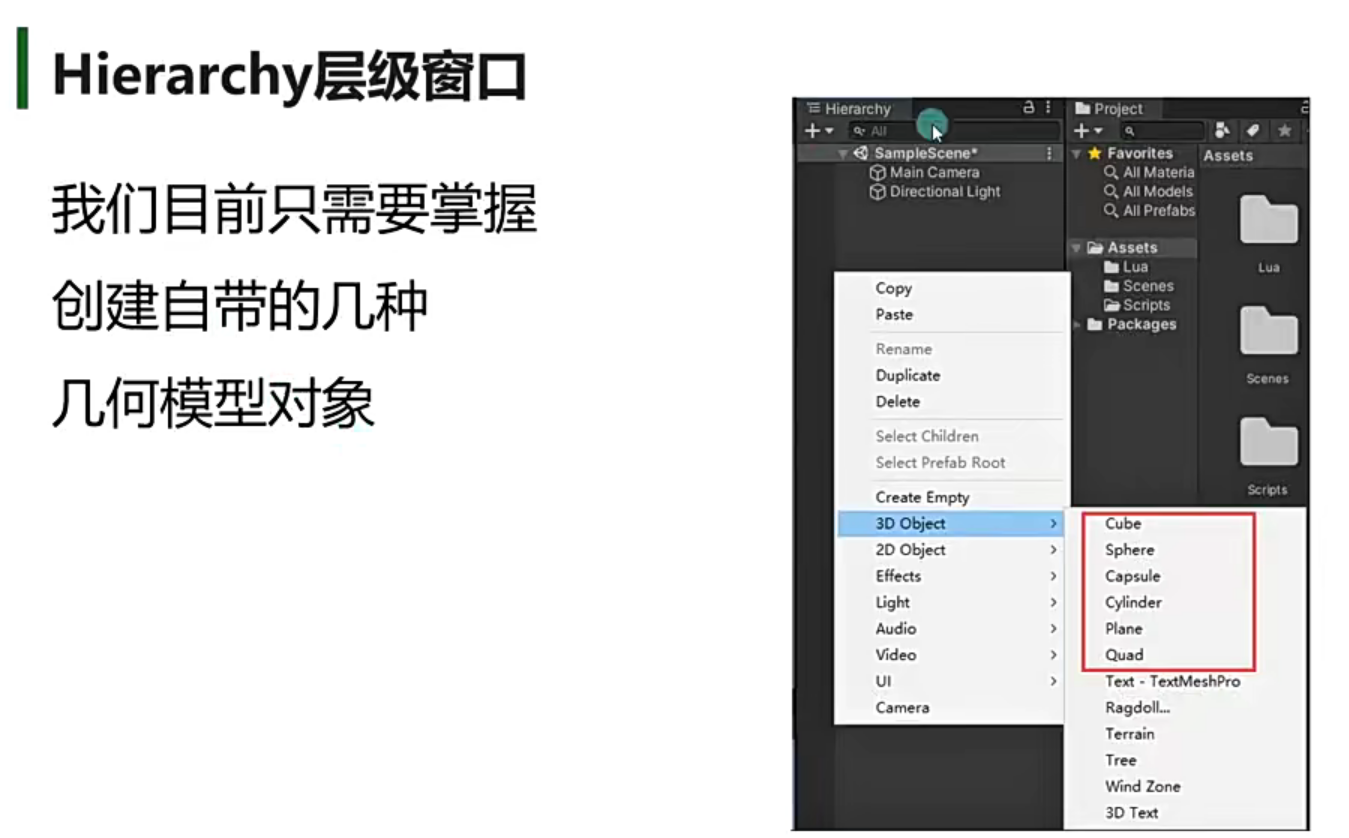 Hierarchy层级窗口
我们目前只需要掌握
创建自带的几种
几何模型对象
Hierarchy
All
SampleScene*
Main Camera
Directional Light
Project
Favorites
All Materia
All Models
All Prefabs
Assets
Lua
Scenes
Scripts
Packages
Assets
Lua
Scenes
Scripts
Copy
Paste
Rename
Duplicate
Delete
Select Children
Select Prefab Root
Create Empty
3D Object
2D Object
Effects
Light
Audio
Video
UI
Camera
Cube
Sphere
Capsule
Cylinder
Plane
Quad
Text - TextMeshPro
Ragdoll...
Terrain
Tree
Wind Zone
3D Text